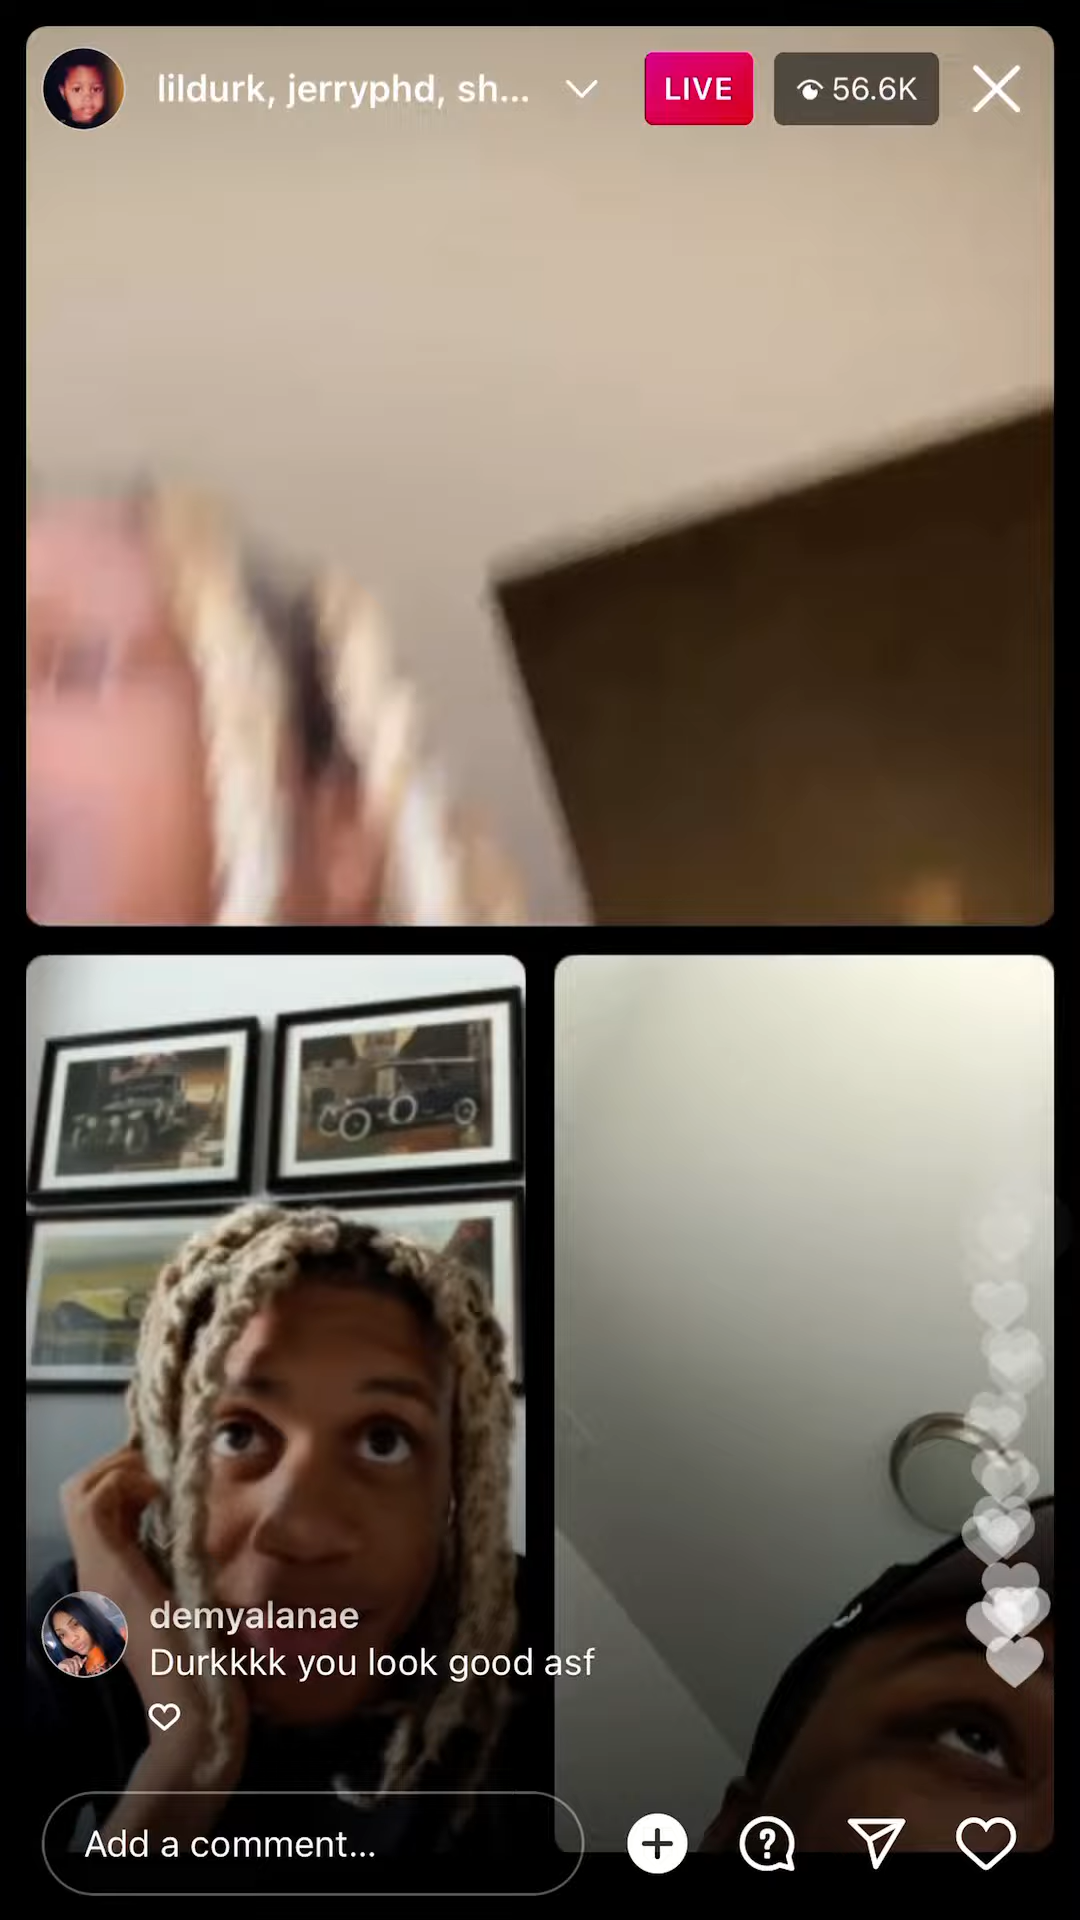 lildurk, jerryphd, sh...
LIVE
56.6K
demyalanae
Durkkkk you look good asf
Add a comment...